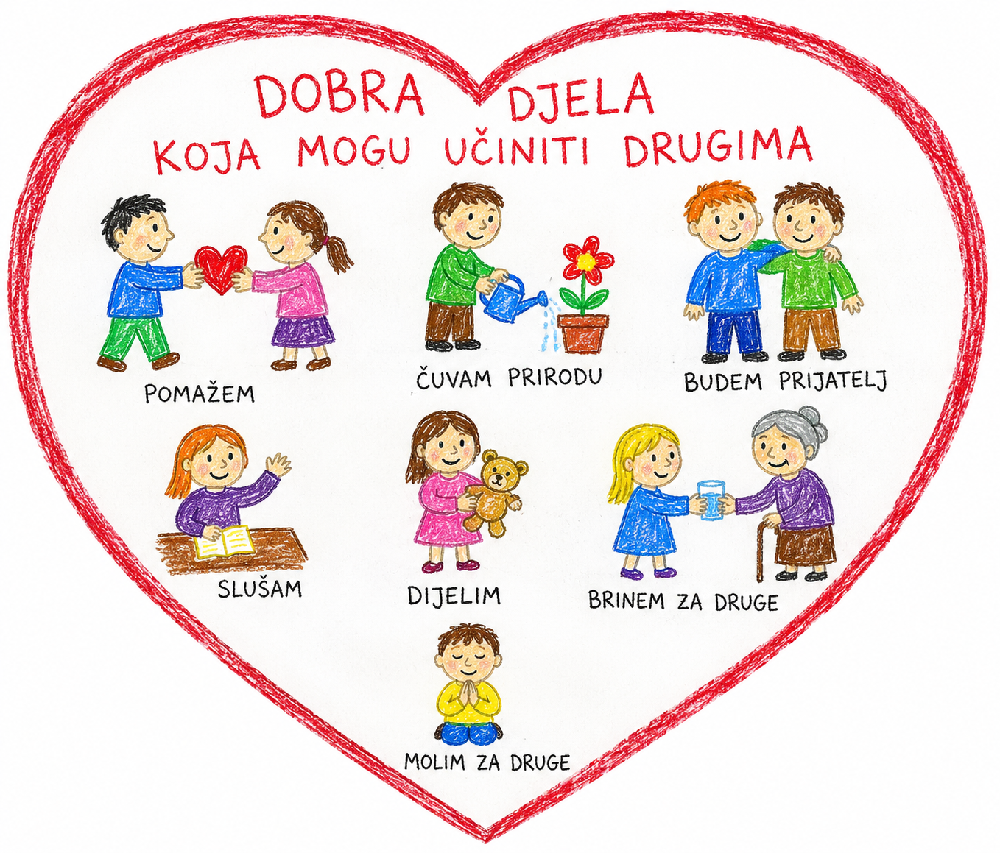 DOBRA DJELA
KOJA MOGU UČINITI DRUGIMA
POMAŽEM
ČUVAM PRIRODU
BUDEM PRIJATELJ
SLUŠAM
DIJELIM
BRINEM ZA DRUGE
MOLIM ZA DRUGE